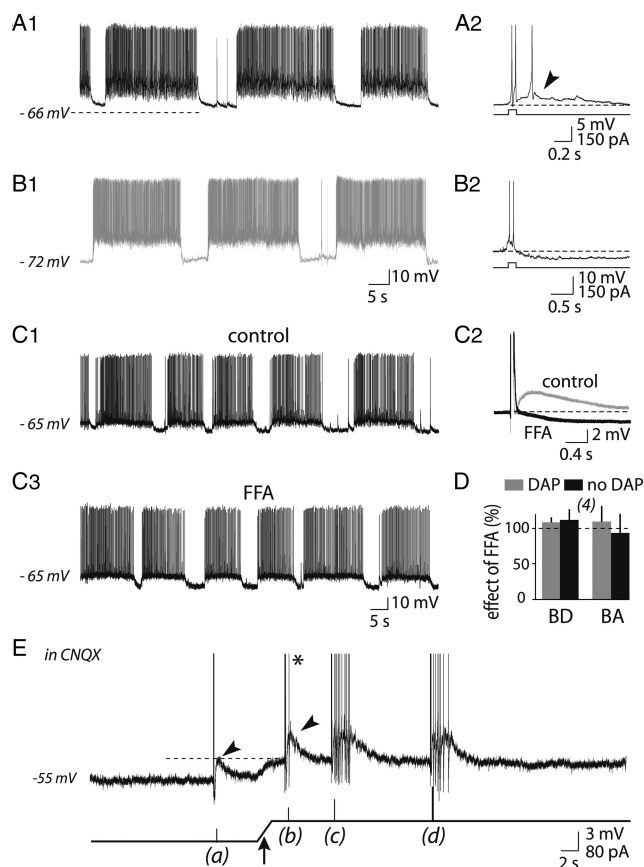 A1
A2
- 66 mV
5 mV
150 pA
0.2 s
B1
B2
- 72 mV
10 mV
5 s
10 mV
150 pA
0.5 s
C1
control
C2
- 65 mV
control
FFA
2 mV
0.4 s
C3
FFA
D
DAP
no DAP
(4)
effect of FFA (%)
100
50
0
BD
BA
- 65 mV
10 mV
5 s
E
in CNQX
*
-55 mV
(a)
(b)
(c)
(d)
3 mV
80 pA
2 s